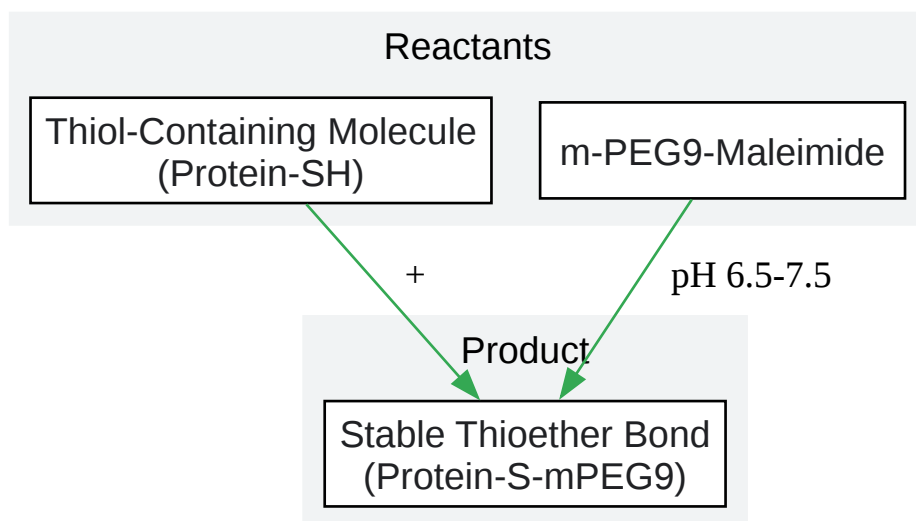 Reactants
Thiol-Containing Molecule
(Protein-SH)
m-PEG9-Maleimide
+
pH 6.5-7.5
Product
Stable Thioether Bond
(Protein-S-mPEG9)